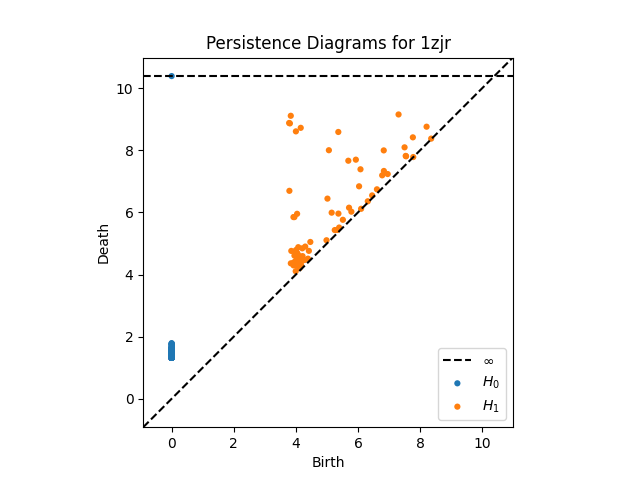 Persistence Diagrams for 1zjr
Death
10
8
6
4
2
0
0 2 4 6 8 10
Birth
∞
H₀
H₁